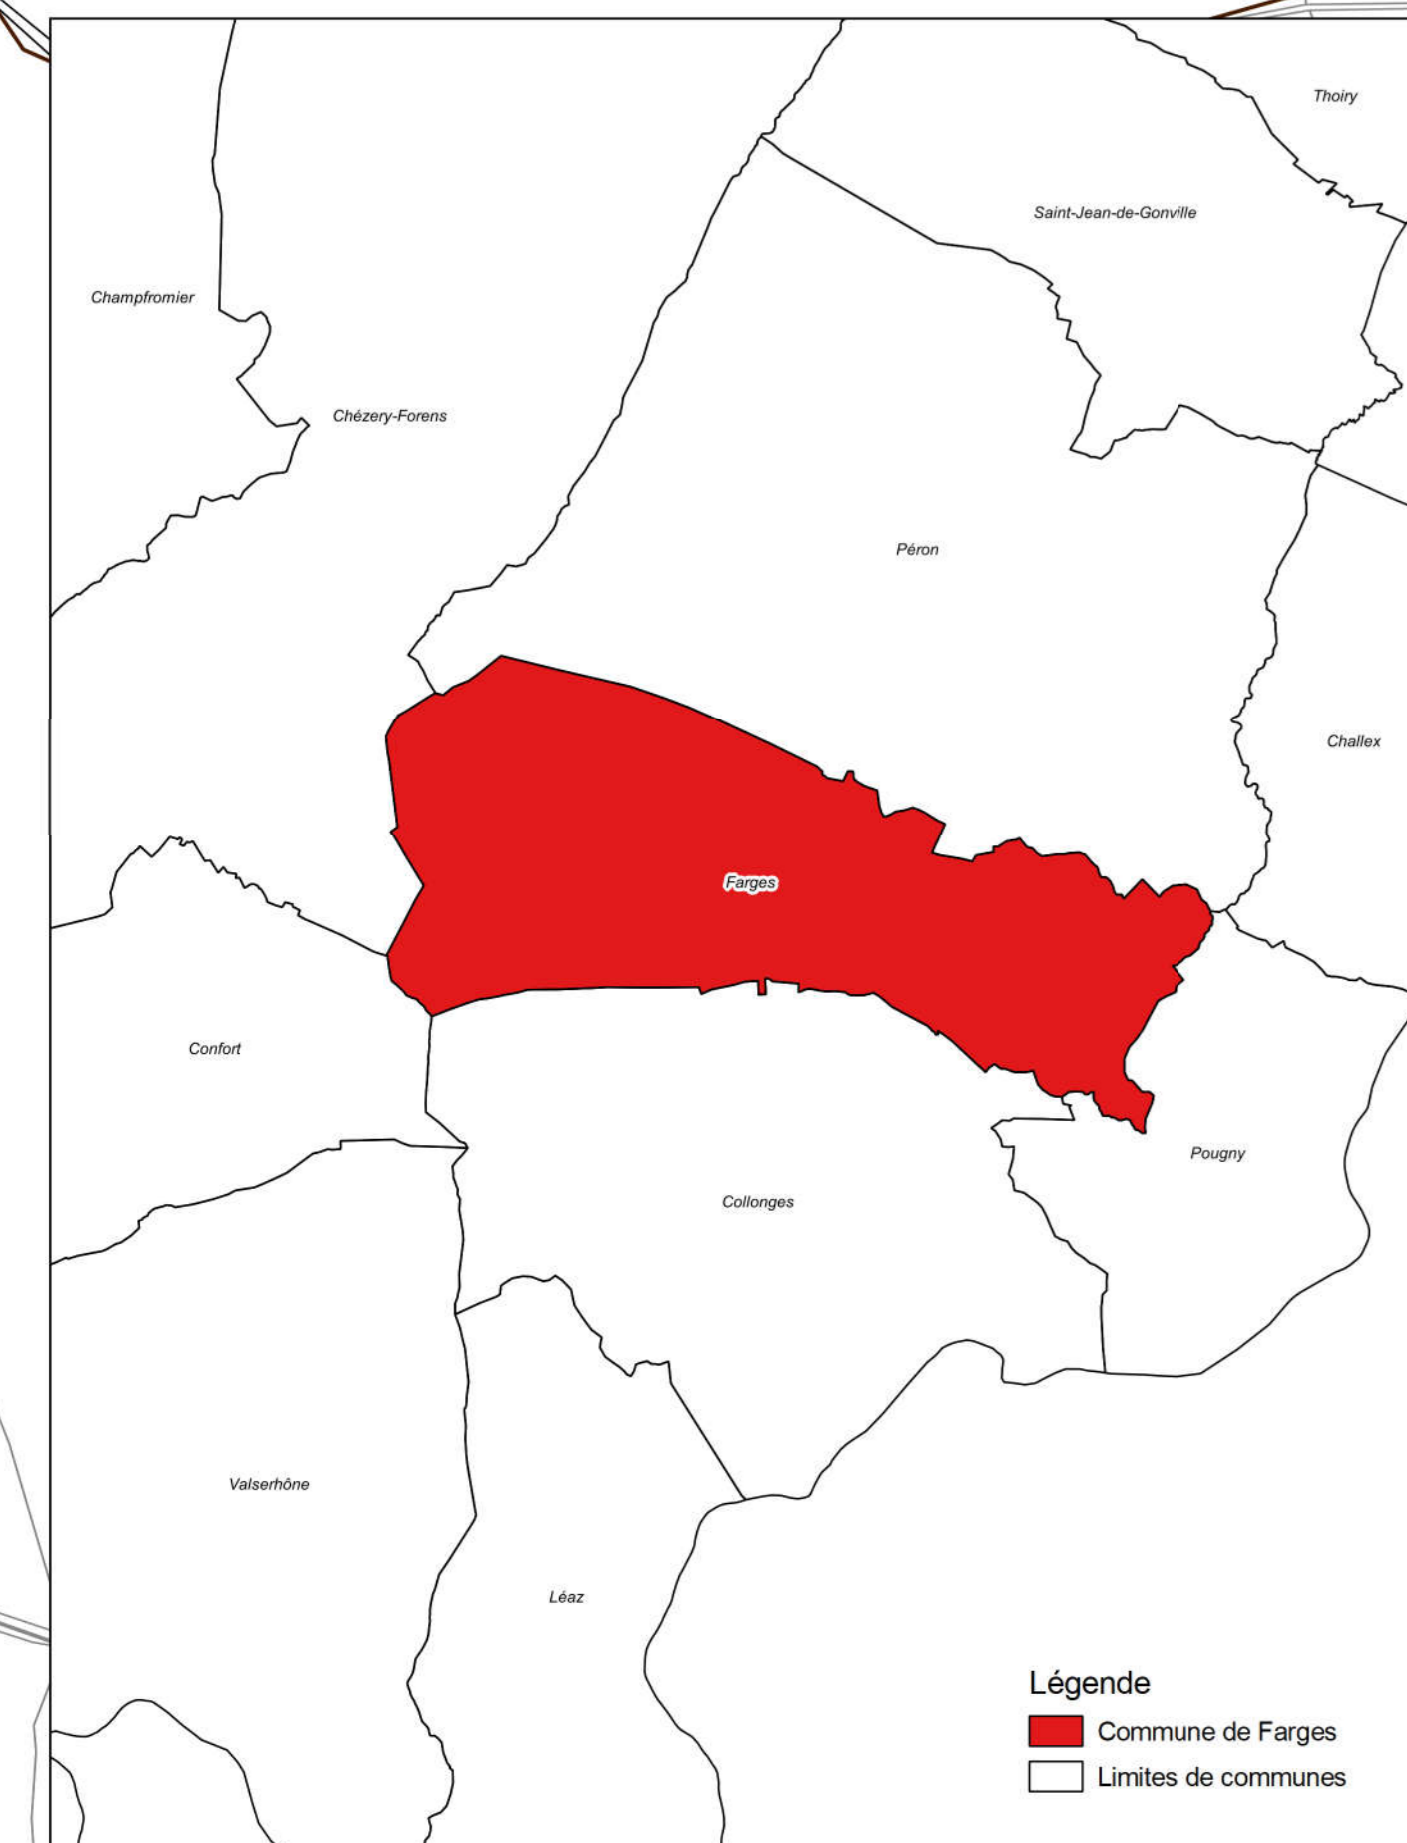 Thoiry
Saint-Jean-de-Gonville
Champfromier
Chézery-Forens
Péron
Challex
Farges
Confort
Pougny
Collonges
Valserhône
Léaz
Légende
Commune de Farges
Limites de communes